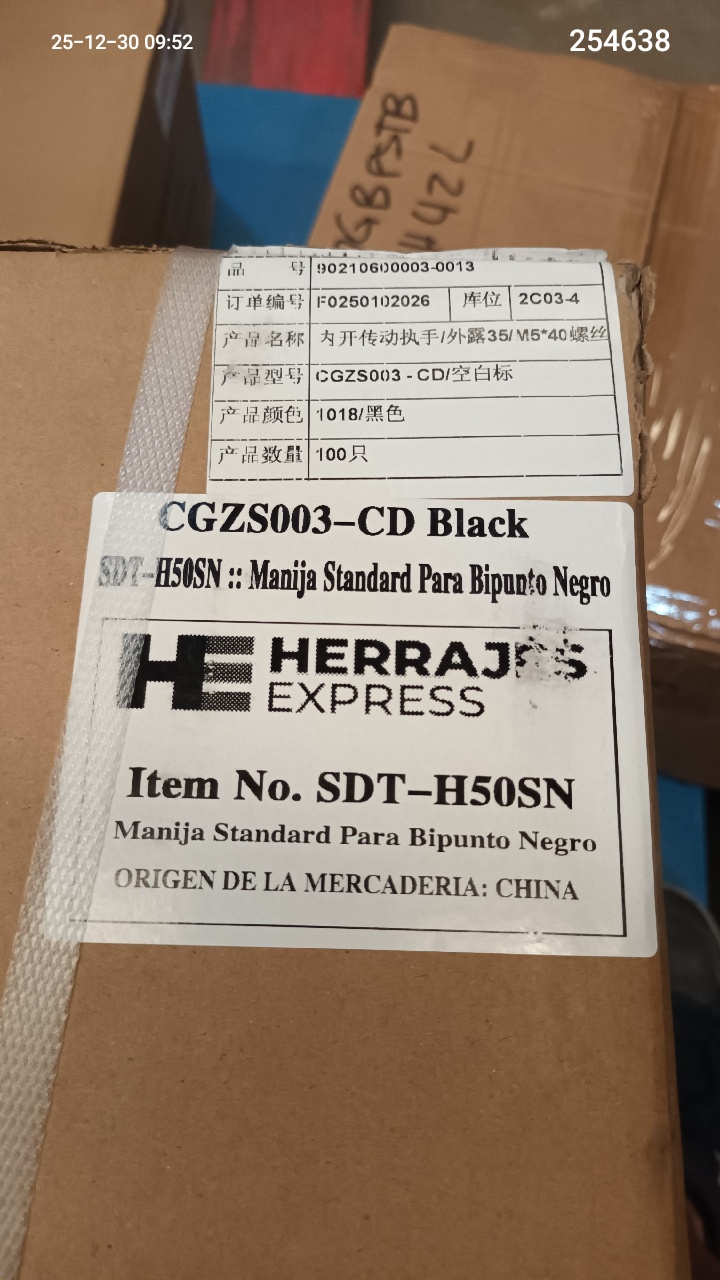 25-12-30 09:52
254638
GBPSTB
442L
品 号 90210600003-0013
订单编号 F0250102026 库位 2C03-4
产品名称 内开传动执手/外露35/M5*40螺丝
产品型号 CGZS003-CD/空白标
产品颜色 1018/黑色
产品数量 100只
CGZS003-CD Black
SDT-H50SN :: Manija Standard Para Bipunto Negro
HE HERRAJES
EXPRESS
Item No. SDT-H50SN
Manija Standard Para Bipunto Negro
ORIGEN DE LA MERCADERIA: CHINA